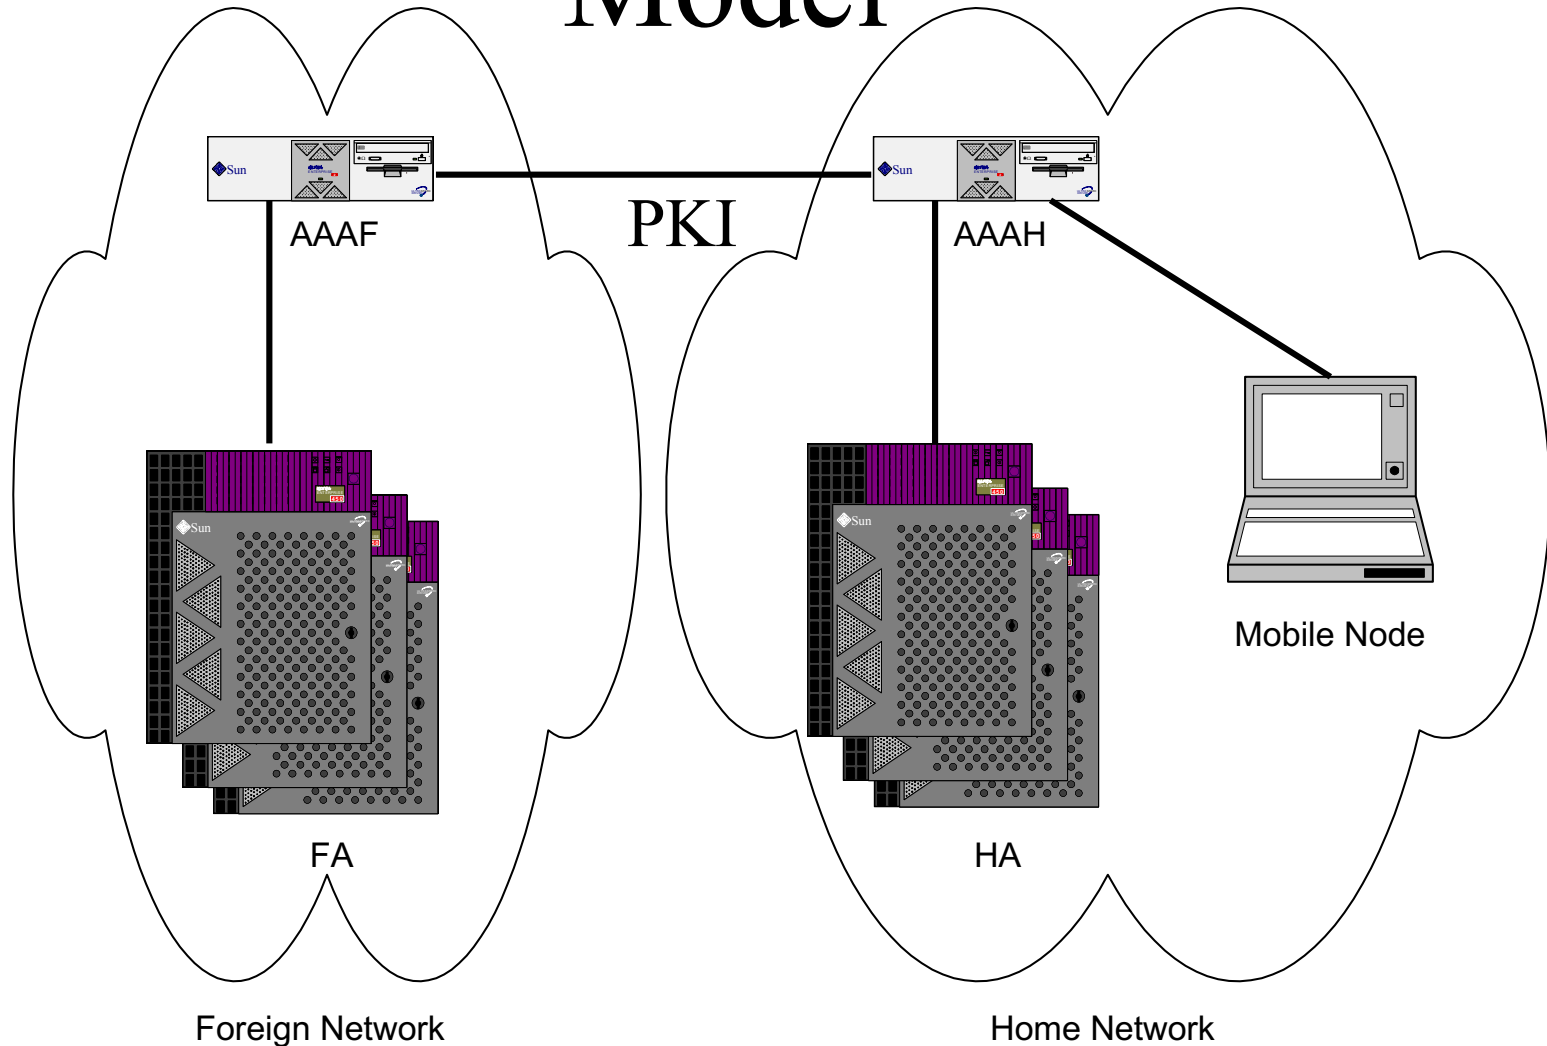 Model
Sun
Sun
AAAF
PKI
AAAH
Sun
Sun
Mobile Node
FA
HA
Foreign Network
Home Network